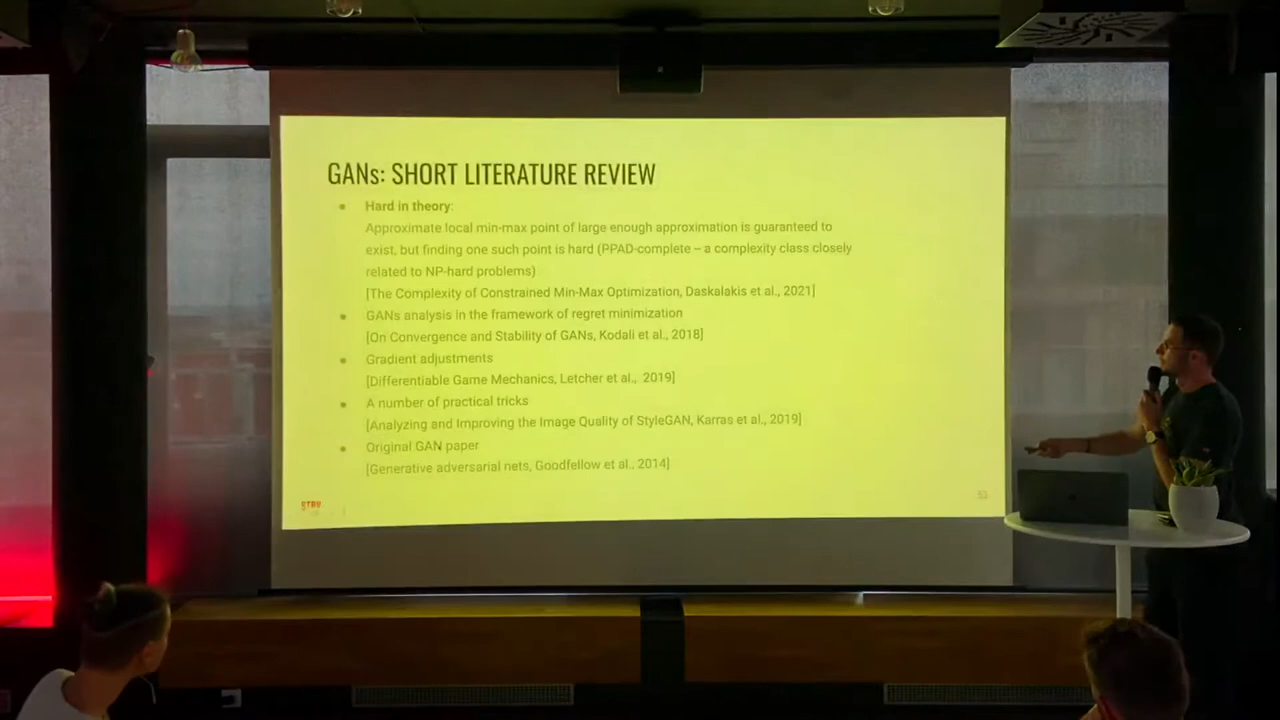 GANs: SHORT LITERATURE REVIEW
● Hard in theory:
Approximate local min-max point of large enough approximation is guaranteed to
exist, but finding one such point is hard (PPAD-complete – a complexity class closely
related to NP-hard problems)
[The Complexity of Constrained Min-Max Optimization, Daskalakis et al., 2021]
● GANs analysis in the framework of regret minimization
[On Convergence and Stability of GANs, Kodali et al., 2018]
● Gradient adjustments
[Differentiable Game Mechanics, Letcher et al., 2019]
● A number of practical tricks
[Analyzing and Improving the Image Quality of StyleGAN, Karras et al., 2019]
● Original GAN paper
[Generative adversarial nets, Goodfellow et al., 2014]
STRV